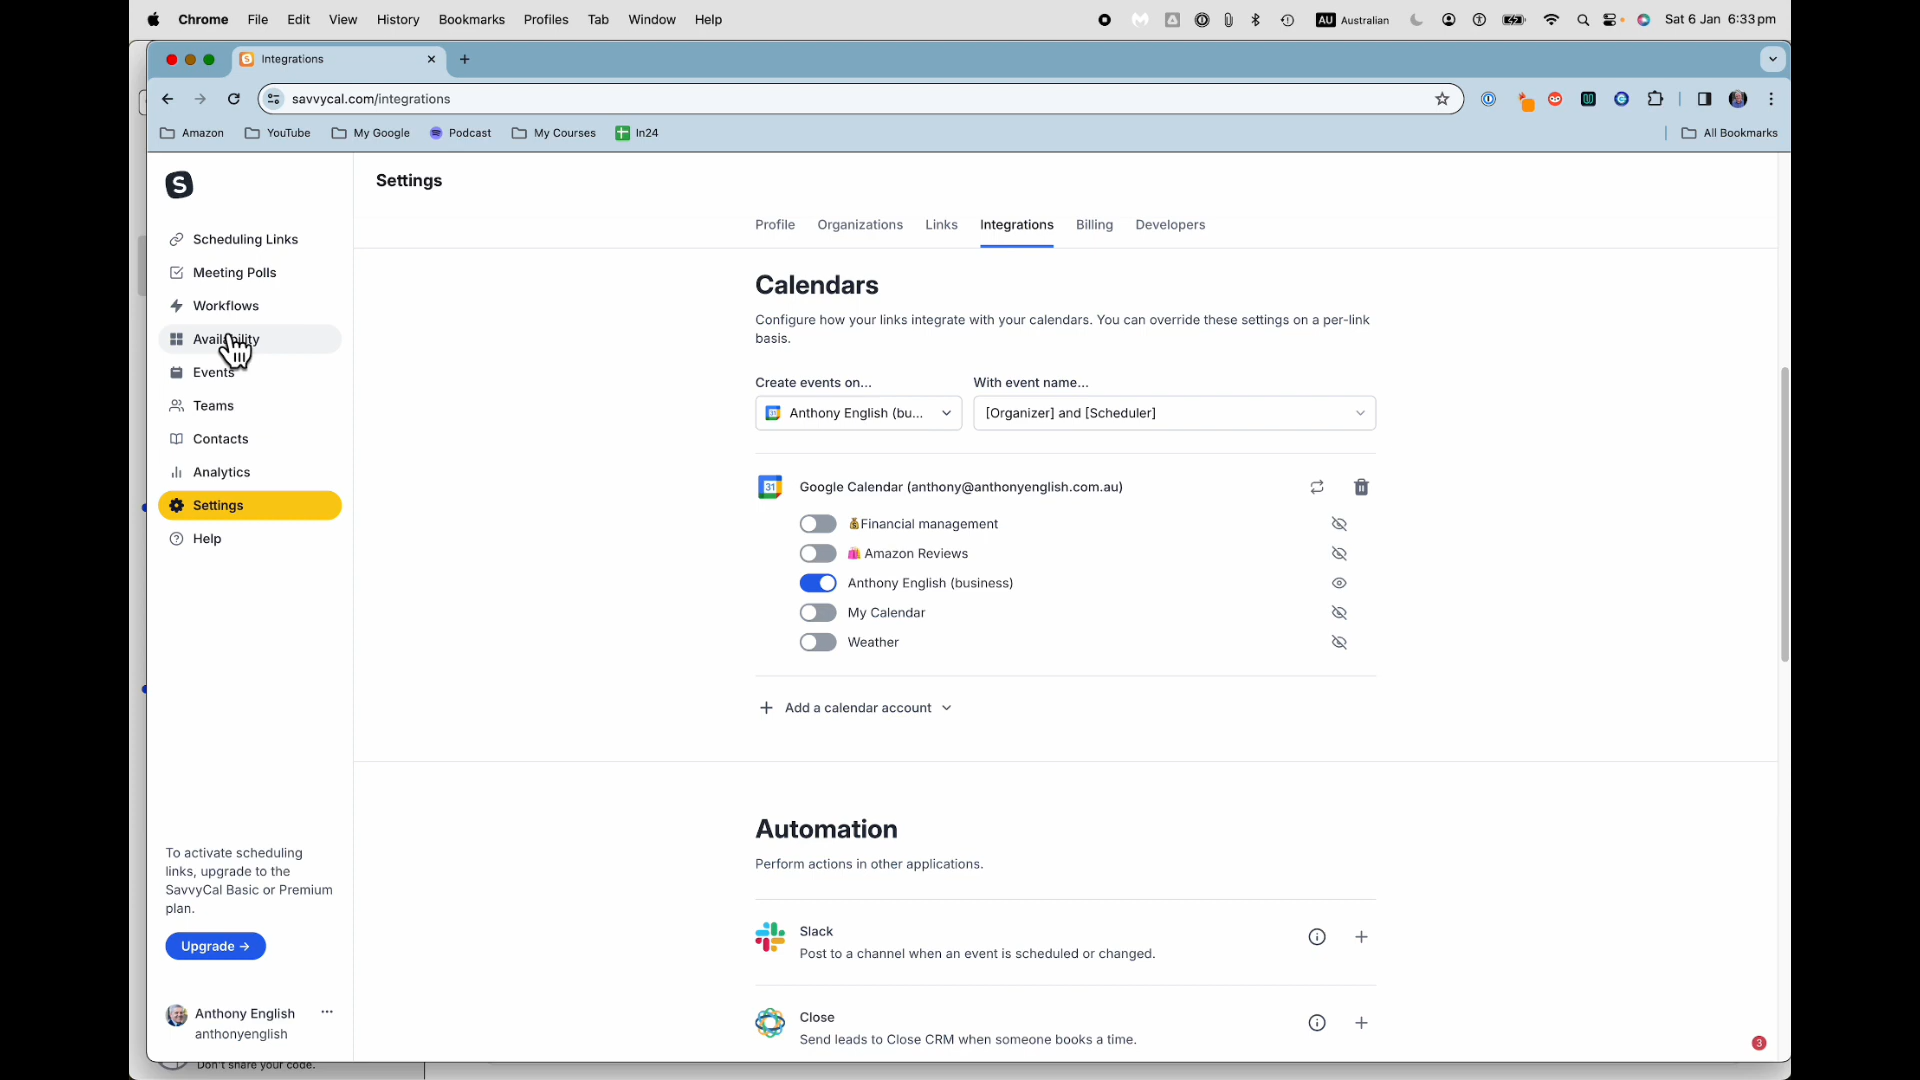 Chrome File Edit View History Bookmarks Profiles Tab Window Help AU Australian Sat 6 Jan 6:33 pm
Integrations
savvycal.com/integrations
Amazon YouTube My Google Podcast My Courses In24 All Bookmarks
S
Scheduling Links
Meeting Polls
Workflows
Availability
Events
Teams
Contacts
Analytics
Settings
Help
To activate scheduling
links, upgrade to the
SavvyCal Basic or Premium
plan.
Upgrade →
Anthony English
anthonyenglish
Don't share your code.
Settings
Profile Organizations Links Integrations Billing Developers
Calendars
Configure how your links integrate with your calendars. You can override these settings on a per-link
basis.
Create events on... With event name...
Anthony English (bu... [Organizer] and [Scheduler]
31 Google Calendar (anthony@anthonyenglish.com.au)
💰Financial management
🛍️ Amazon Reviews
Anthony English (business)
My Calendar
Weather
Add a calendar account
Automation
Perform actions in other applications.
Slack
Post to a channel when an event is scheduled or changed.
Close
Send leads to Close CRM when someone books a time.
3